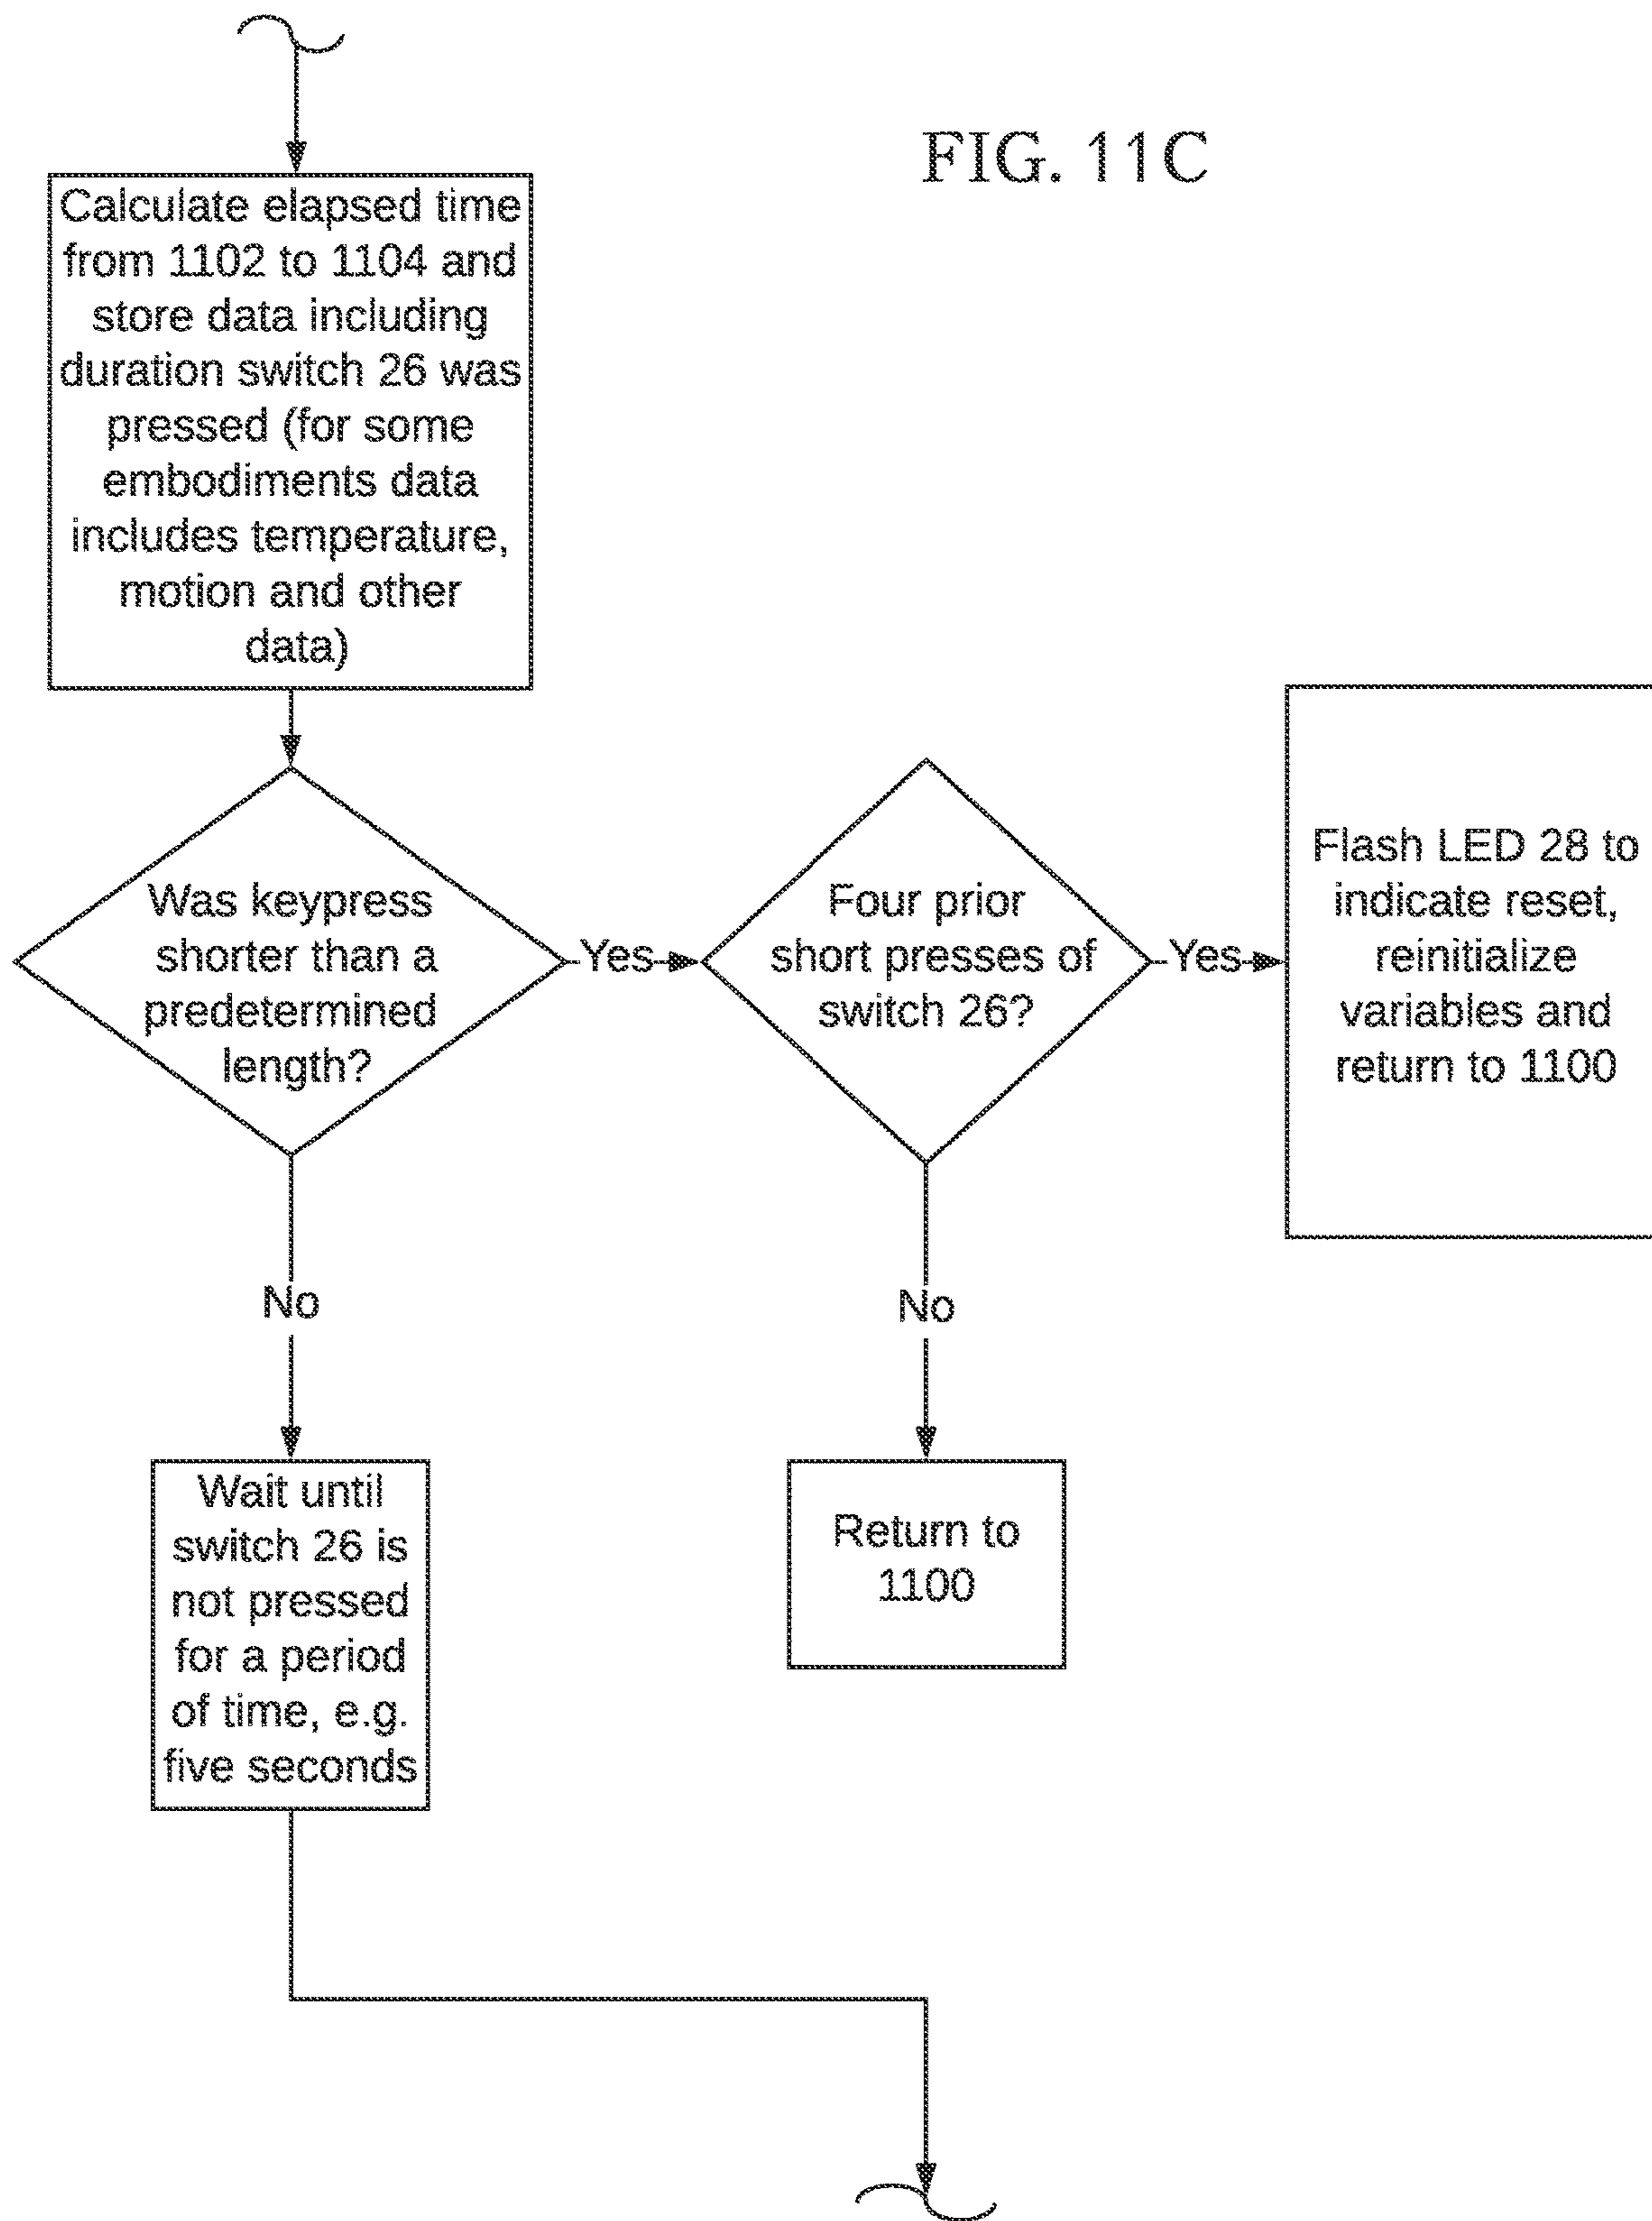 FIG. 11C
Calculate elapsed time
from 1102 to 1104 and
store data including
duration switch 26 was
pressed (for some
embodiments data
includes temperature,
motion and other
data)
Was keypress
shorter than a
predetermined
length?
Yes
Four prior
short presses of
switch 26?
Yes
Flash LED 28 to
indicate reset,
reinitialize
variables and
return to 1100
No
No
Wait until
switch 26 is
not pressed
for a period
of time, e.g.
five seconds
Return to
1100